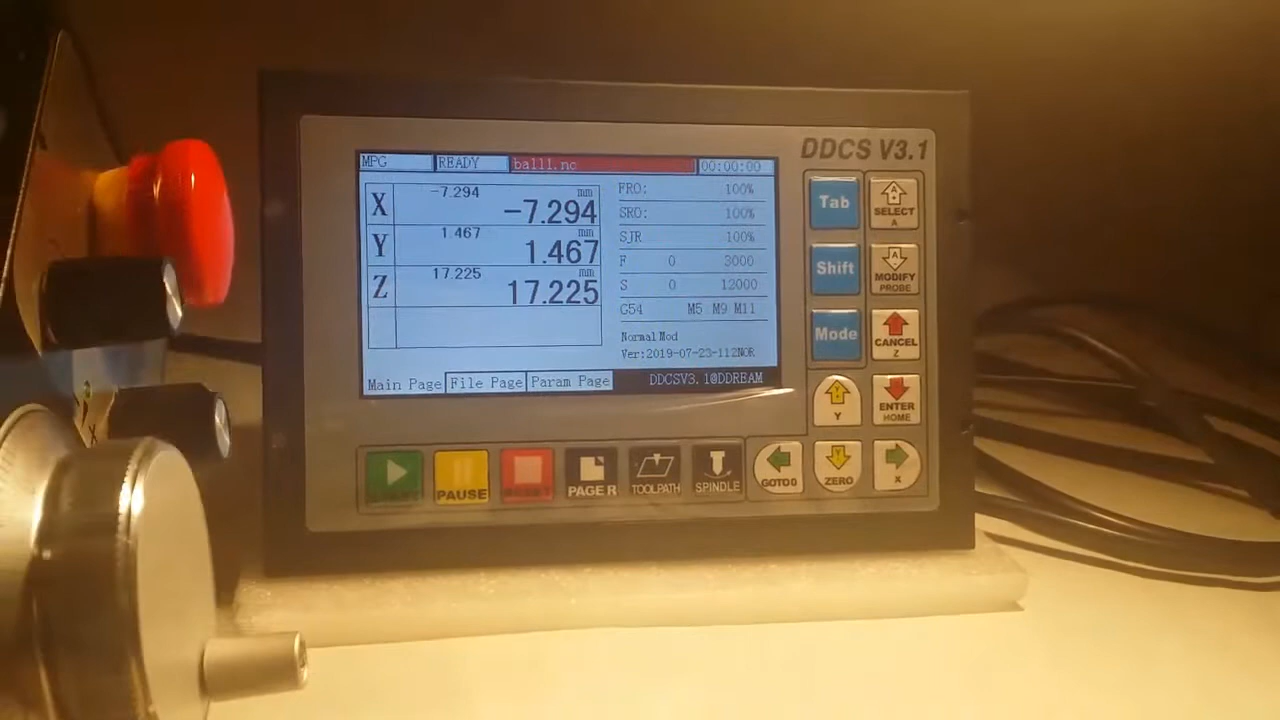 DDCS V3.1
MPG READY ball1.nc 00:00:00
X -7.294 mm -7.294
Y 1.467 mm 1.467
Z 17.225 mm 17.225
FRO: 100%
SRO: 100%
SJR 100%
F 0 3000
S 0 12000
G54 M5 M9 M11
Normal Mod
Ver:2019-07-23-112NOR
Main Page File Page Param Page DDCSV3.1@DDREAM
Tab A+ SELECT A
Shift A- MODIFY PROBE
Mode CANCEL Z
Y+ Y ENTER HOME
PAUSE PAGE R TOOLPATH SPINDLE GOTO0 Y- ZERO X
X